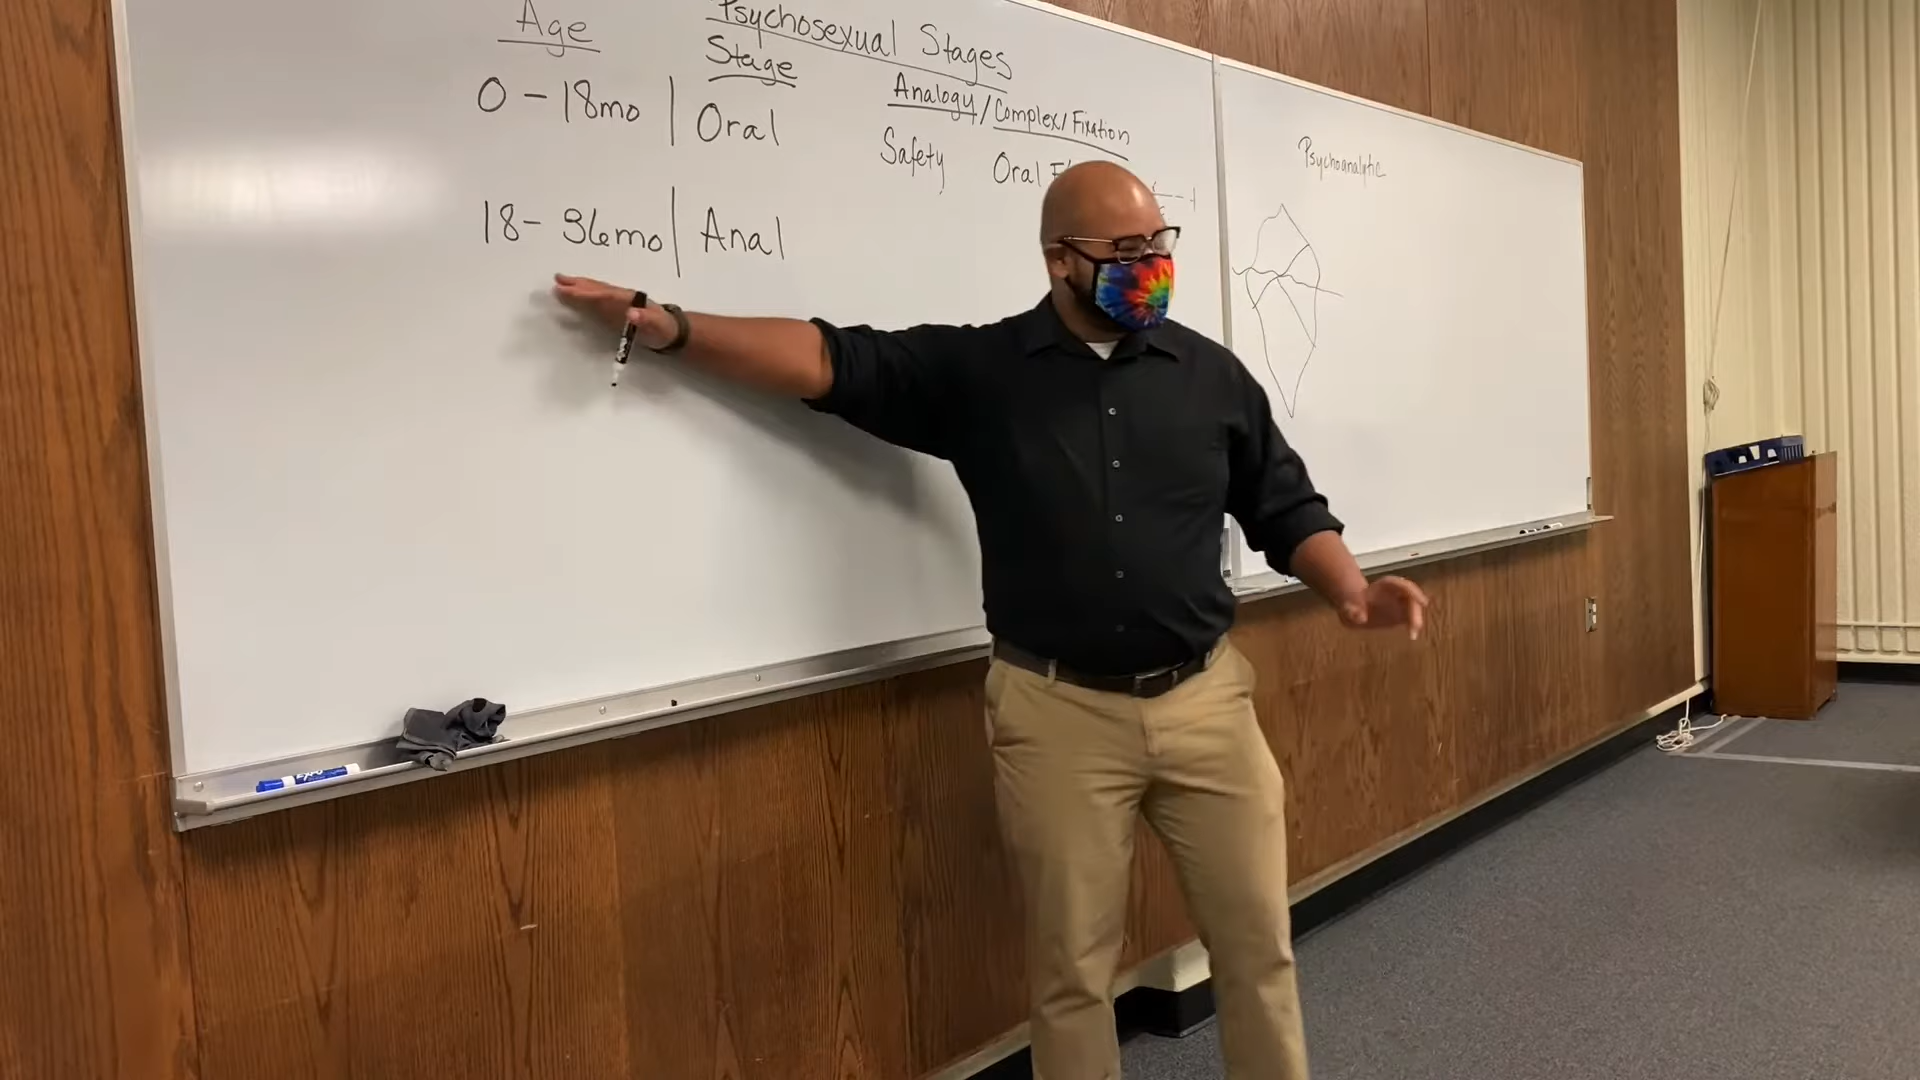 Psychosexual Stages
Age
Stage
Analogy/Complex/Fixation
0-18mo | Oral
Safety Oral
18-36mo | Anal
Psychoanalytic
EXPO